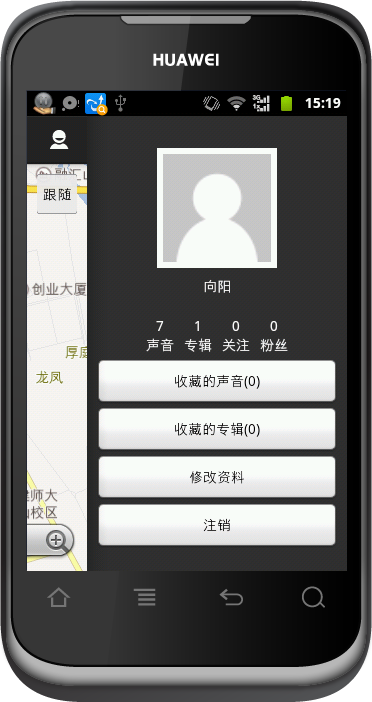 HUAWEI
3G
1X
15:19
跟随
创业大厦
龙凤
师大
校区
向阳
7 1 0 0
声音 专辑 关注 粉丝
收藏的声音(0)
收藏的专辑(0)
修改资料
注销